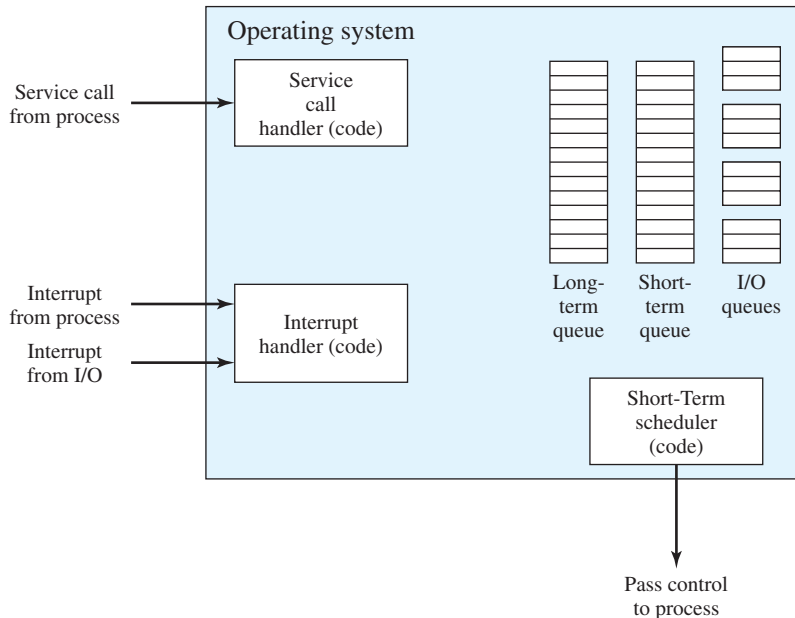 Operating system
Service call
from process
Service
call
handler (code)
Interrupt
from process
Interrupt
from I/O
Interrupt
handler (code)
Long-
term
queue
Short-
term
queue
I/O
queues
Short-Term
scheduler
(code)
Pass control
to process